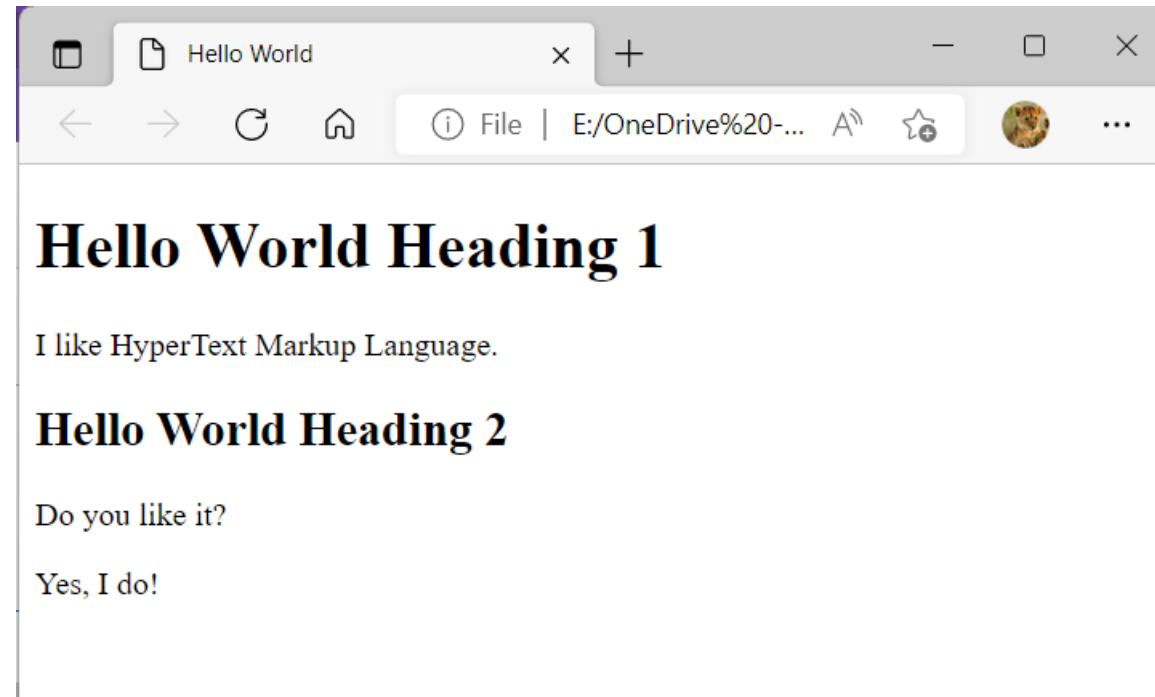 Hello World
File | E:/OneDrive%20-...
Hello World Heading 1
I like HyperText Markup Language.
Hello World Heading 2
Do you like it?
Yes, I do!